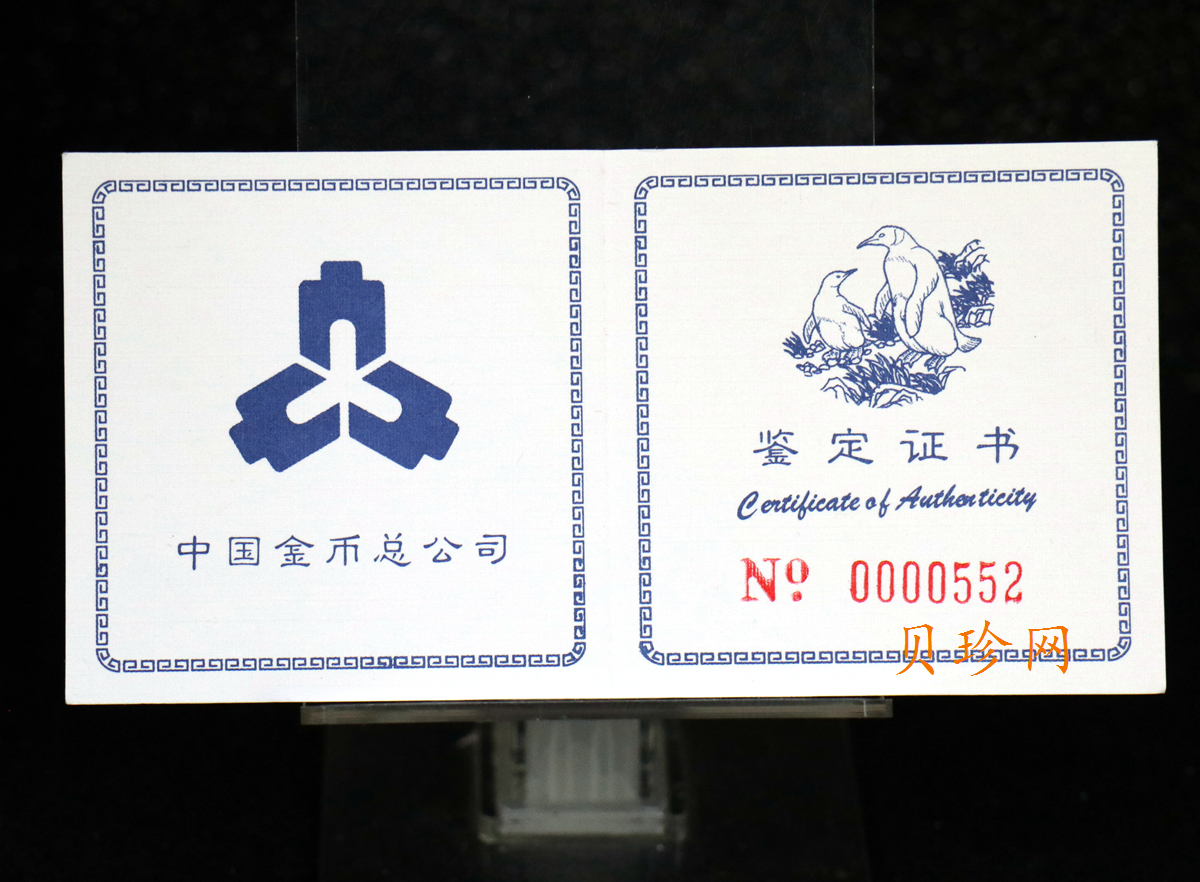 中国金币总公司
鉴定证书
Certificate of Authenticity
Nº 0000552
贝珍网